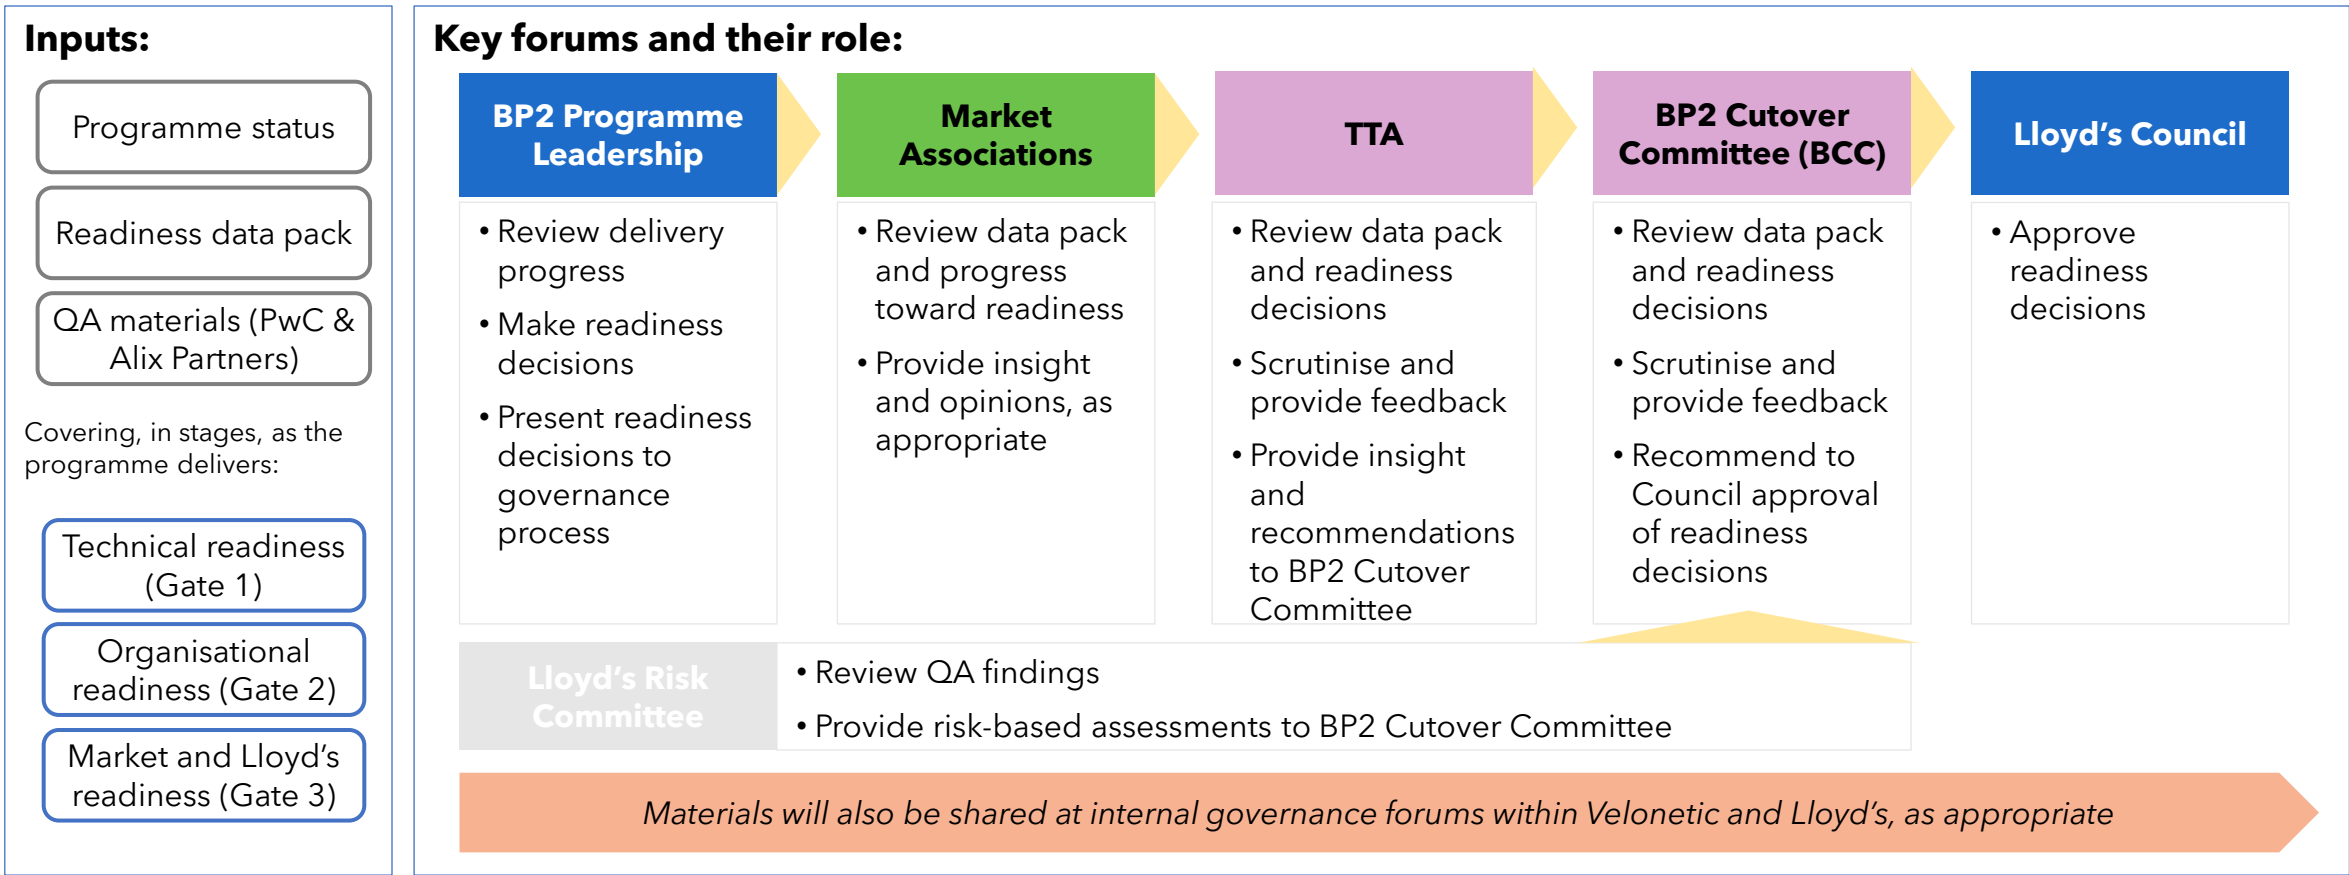 Inputs:
Programme status
Readiness data pack
QA materials (PwC &
Alix Partners)
Covering, in stages, as the
programme delivers:
Technical readiness
(Gate 1)
Organisational
readiness (Gate 2)
Market and Lloyd's
readiness (Gate 3)
Key forums and their role:
BP2 Programme
Leadership
• Review delivery
progress
• Make readiness
decisions
• Present readiness
decisions to
governance
process
Market
Associations
• Review data pack
and progress
toward readiness
• Provide insight
and opinions, as
appropriate
TTA
• Review data pack
and readiness
decisions
• Scrutinise and
provide feedback
• Provide insight
and
recommendations
to BP2 Cutover
Committee
BP2 Cutover
Committee (BCC)
• Review data pack
and readiness
decisions
• Scrutinise and
provide feedback
• Recommend to
Council approval
of readiness
decisions
Lloyd's Council
• Approve
readiness
decisions
Lloyd's Risk
Committee
• Review QA findings
• Provide risk-based assessments to BP2 Cutover Committee
Materials will also be shared at internal governance forums within Velonetic and Lloyd's, as appropriate